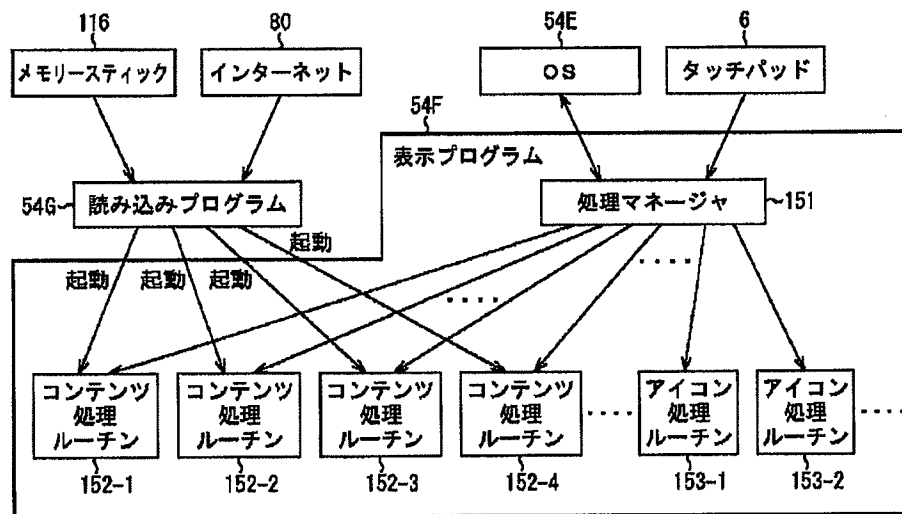 116
80
54E
6
メモリースティック
インターネット
OS
タッチパッド
54F
表示プログラム
54G
読み込みプログラム
処理マネージャ
151
起動
起動
起動
起動
・・・・
・・・・
コンテンツ
処理
ルーチン
コンテンツ
処理
ルーチン
コンテンツ
処理
ルーチン
コンテンツ
処理
ルーチン
・・・・
アイコン
処理
ルーチン
アイコン
処理
ルーチン
・・・・
152-1
152-2
152-3
152-4
153-1
153-2